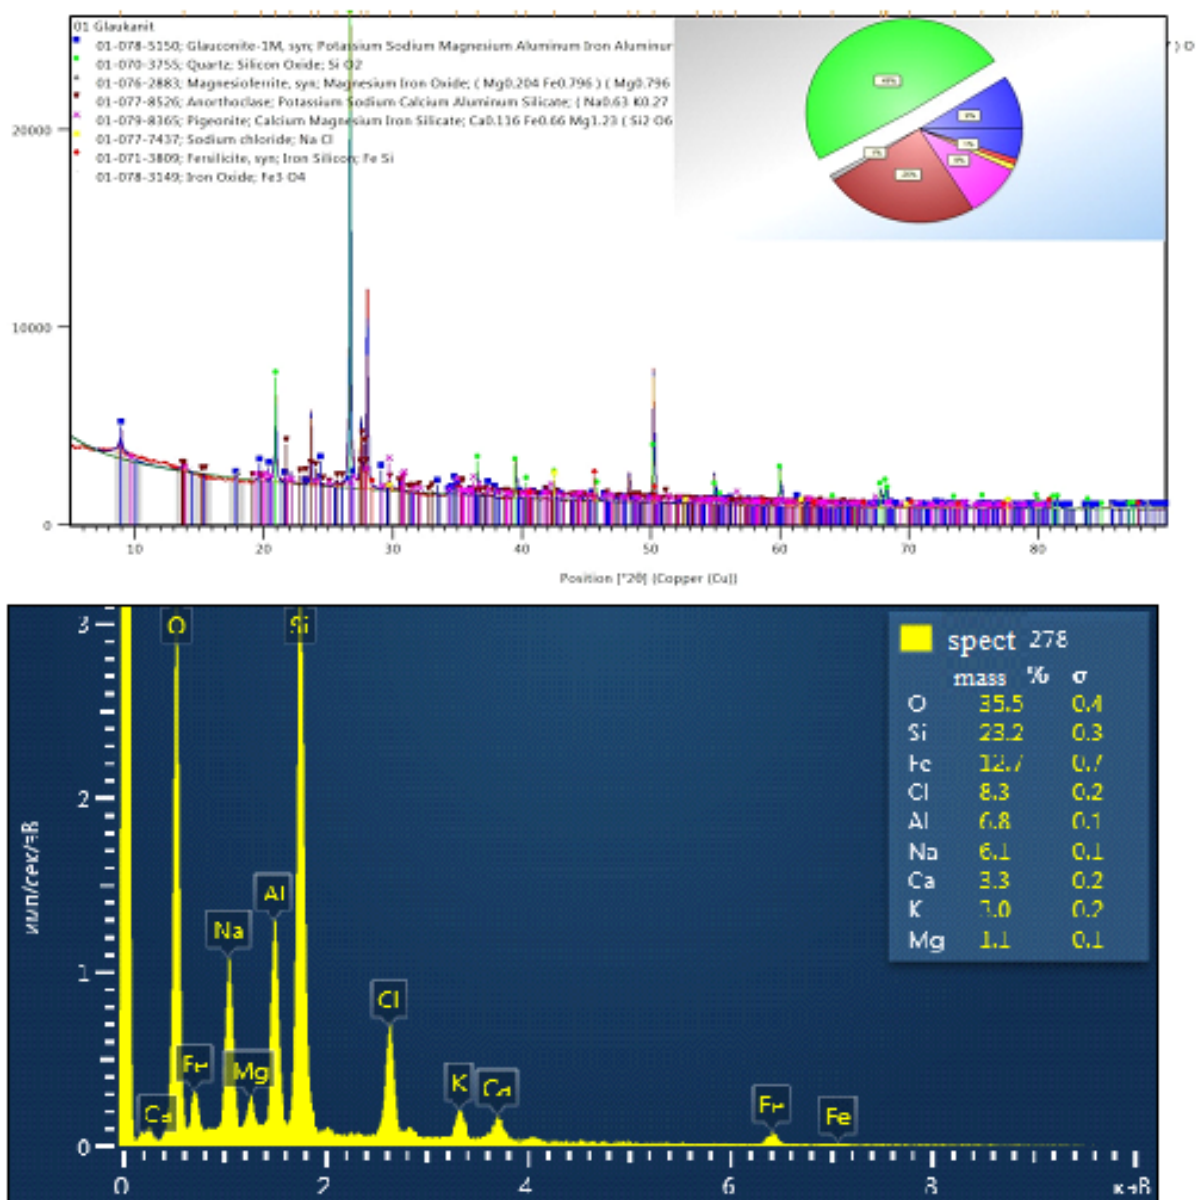 01 Glaukanit
01-078-5150; Glauconite-1M, syn; Potassium Sodium Magnesium Aluminum Iron Aluminur
01-070-3755; Quartz; Silicon Oxide; Si O2
01-076-2883; Magnesioferrite, syn; Magnesium Iron Oxide; ( Mg0.204 Fe0.796 ) ( Mg0.796
01-077-8526; Anorthoclase; Potassium Sodium Calcium Aluminum Silicate; ( Na0.63 K0.27
01-079-8365; Pigeonite; Calcium Magnesium Iron Silicate; Ca0.116 Fe0.66 Mg1.23 ( Si2 O6
01-077-7437; Sodium chloride; Na Cl
01-071-3809; Fersilicite, syn; Iron Silicon; Fe Si
01-078-3149; Iron Oxide; Fe3 O4
20000
10000
0
10 20 30 40 50 60 70 80
Position [°2θ] (Copper (Cu))
3
2
1
0
имп/сек/эВ
O
Si
Al
Na
Cl
Fe
Mg
Ca
K
Ca
Fe
Fe
0 2 4 6 8 кэВ
spect 278
mass % σ
O 35.5 0.4
Si 23.2 0.3
Fe 12.7 0.7
Cl 8.3 0.2
Al 6.8 0.1
Na 6.1 0.1
Ca 3.3 0.2
K 3.0 0.2
Mg 1.1 0.1